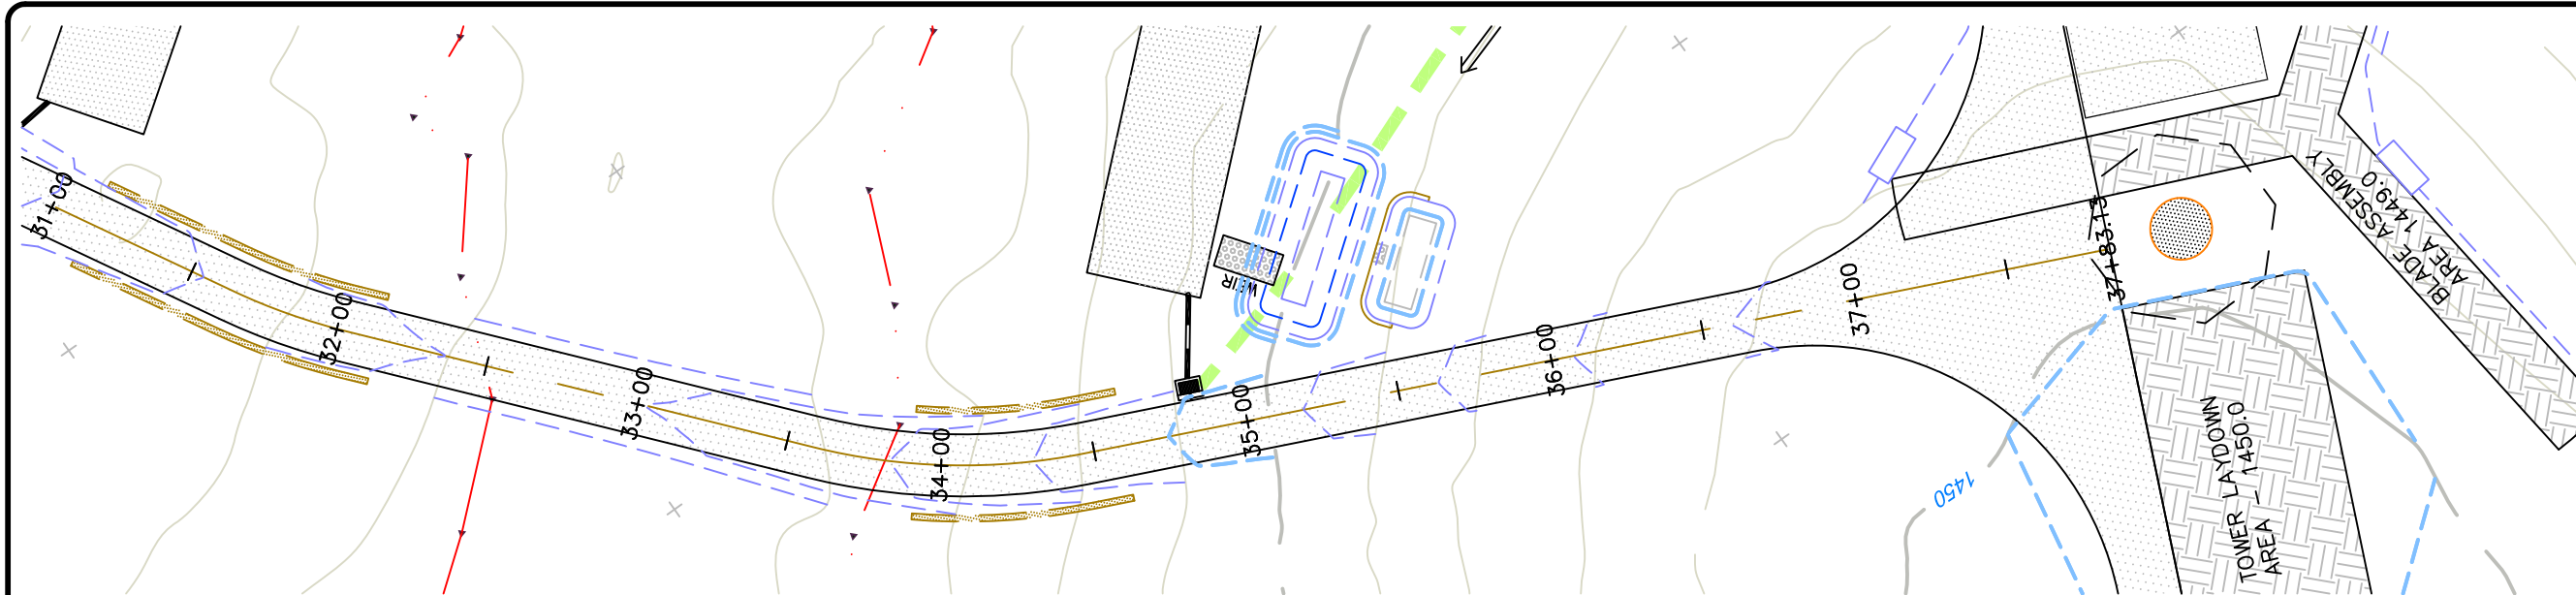 31+00
32+00
33+00
34+00
35+00
36+00
37+00
37+83.13
WEIR
BLADE ASSEMBLY
AREA 1449.0
1450
TOWER LAYDOWN
AREA – 1450.0